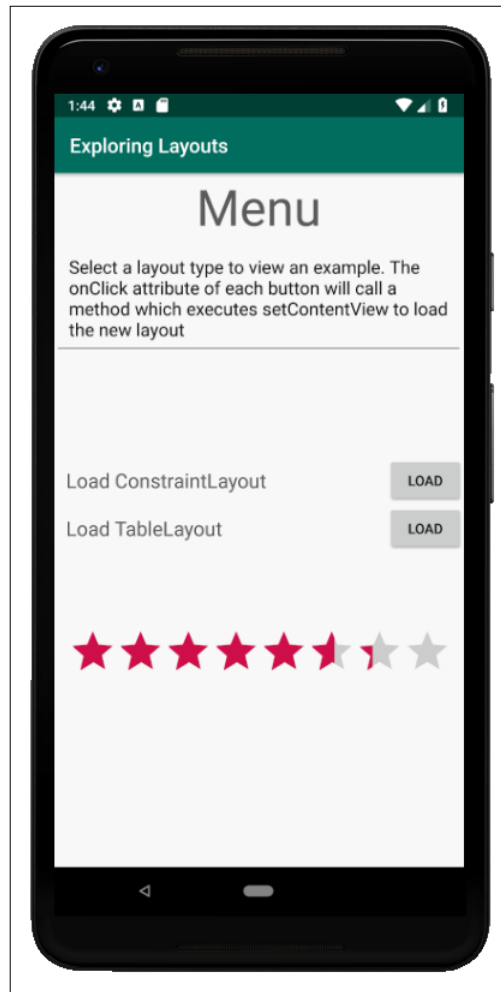 1:44
Exploring Layouts
Menu
Select a layout type to view an example. The
onClick attribute of each button will call a
method which executes setContentView to load
the new layout
Load ConstraintLayout LOAD
Load TableLayout LOAD